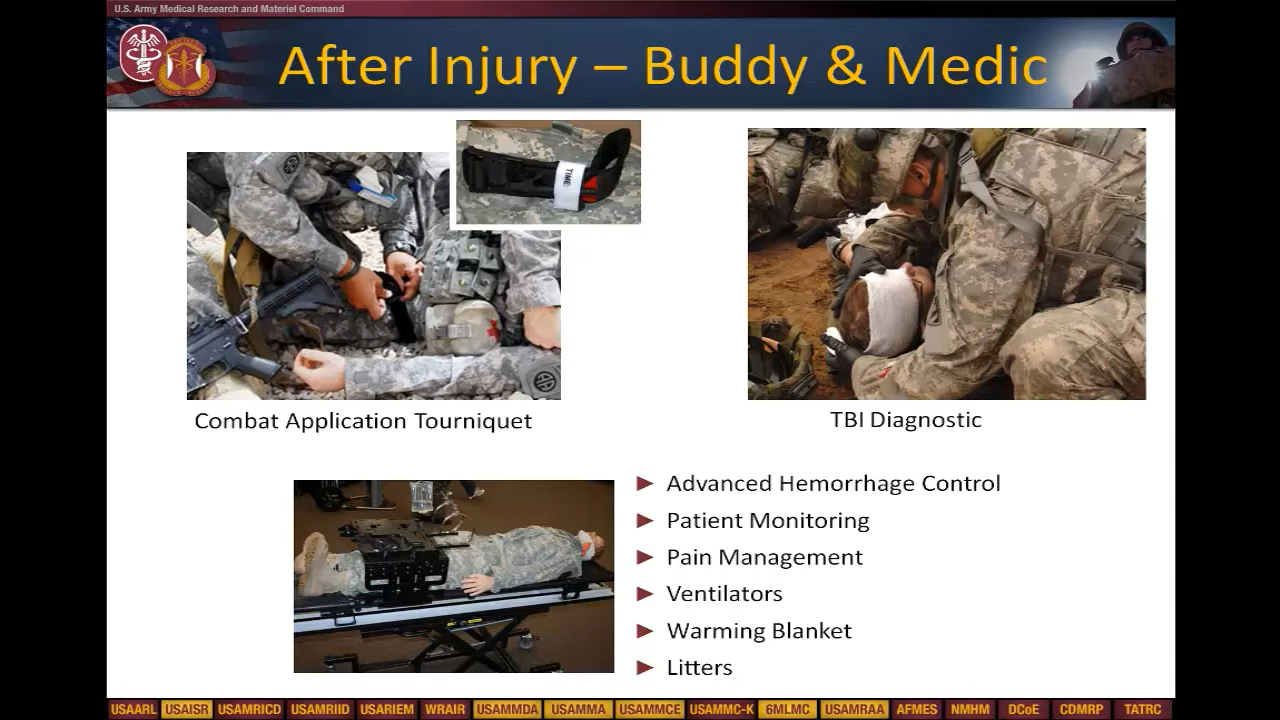 U.S. Army Medical Research and Materiel Command
After Injury – Buddy & Medic
TIME:
Combat Application Tourniquet
TBI Diagnostic
► Advanced Hemorrhage Control
► Patient Monitoring
► Pain Management
► Ventilators
► Warming Blanket
► Litters
USAARL USAISR USAMRICD USAMRIID USARIEM WRAIR USAMMDA USAMMA USAMMCE USAMMC-K 6MLMC USAMRAA AFMES NMHM DCoE CDMRP TATRC